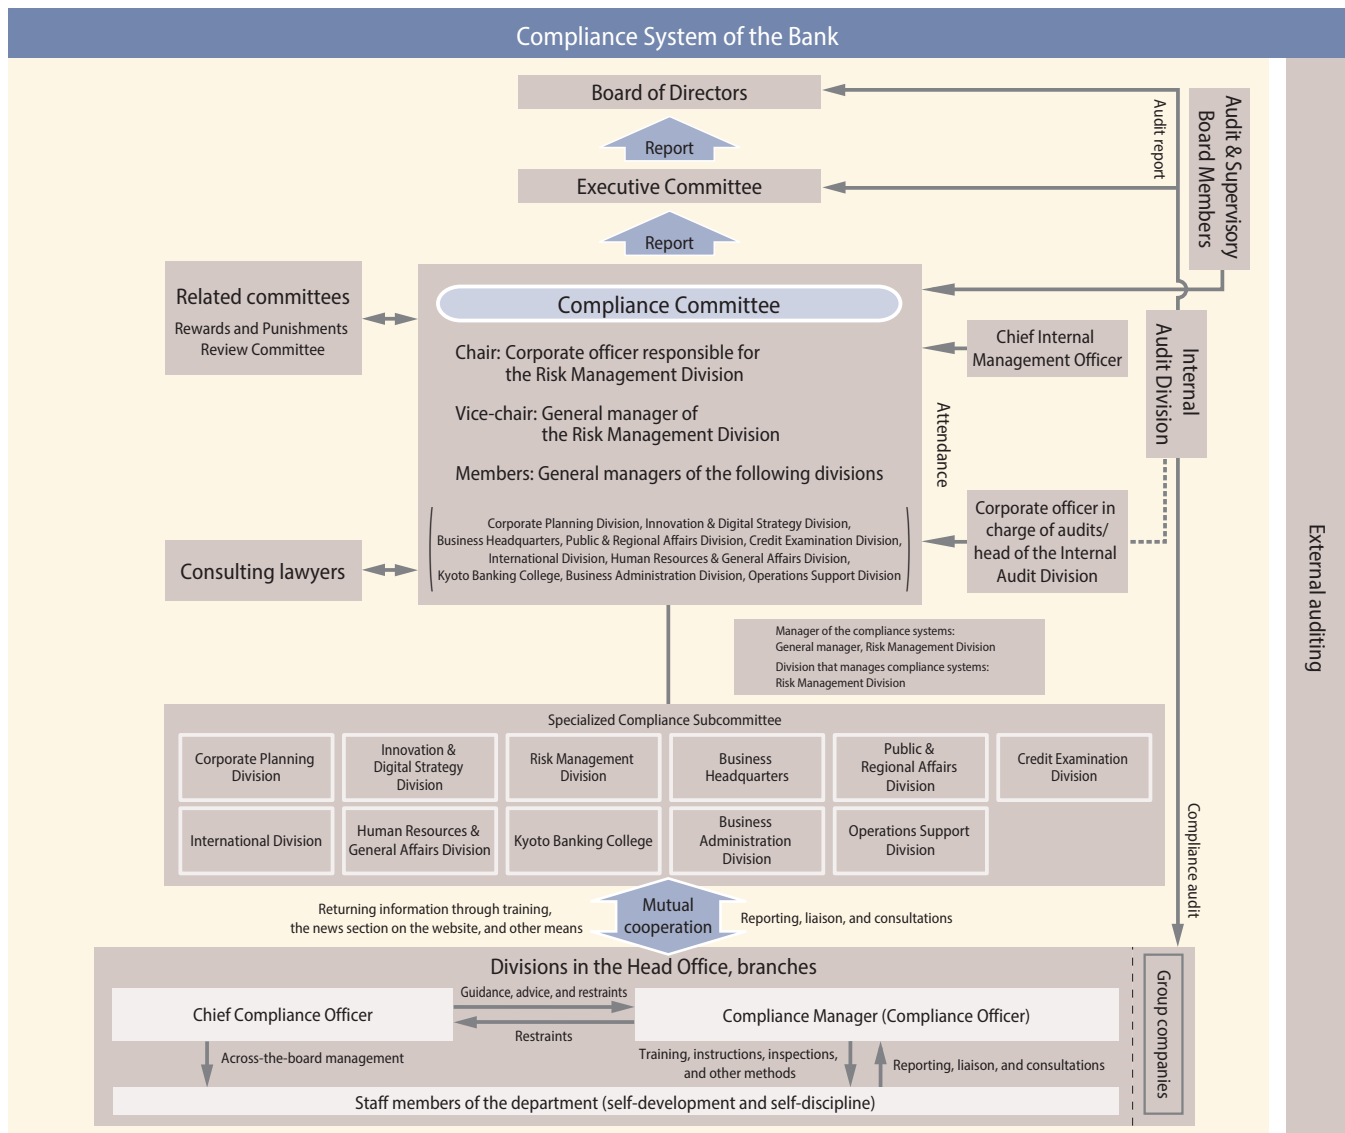 Compliance System of the Bank
Board of Directors
Report
Executive Committee
Report
Audit report
Audit & Supervisory
Board Members
Related committees
Rewards and Punishments
Review Committee
Compliance Committee
Chair: Corporate officer responsible for
the Risk Management Division
Vice-chair: General manager of
the Risk Management Division
Members: General managers of the following divisions
Corporate Planning Division, Innovation & Digital Strategy Division,
Business Headquarters, Public & Regional Affairs Division, Credit Examination Division,
International Division, Human Resources & General Affairs Division,
Kyoto Banking College, Business Administration Division, Operations Support Division
Chief Internal
Management Officer
Internal
Audit Division
Attendance
Corporate officer in
charge of audits/
head of the Internal
Audit Division
Consulting lawyers
External auditing
Manager of the compliance systems:
General manager, Risk Management Division
Division that manages compliance systems:
Risk Management Division
Specialized Compliance Subcommittee
Corporate Planning
Division
Innovation &
Digital Strategy
Division
Risk Management
Division
Business
Headquarters
Public &
Regional Affairs
Division
Credit Examination
Division
International Division
Human Resources &
General Affairs Division
Kyoto Banking College
Business
Administration
Division
Operations Support
Division
Compliance audit
Returning information through training,
the news section on the website, and other means
Mutual
cooperation
Reporting, liaison, and consultations
Divisions in the Head Office, branches
Chief Compliance Officer
Guidance, advice, and restraints
Restraints
Compliance Manager (Compliance Officer)
Across-the-board management
Training, instructions, inspections,
and other methods
Reporting, liaison, and consultations
Staff members of the department (self-development and self-discipline)
Group companies